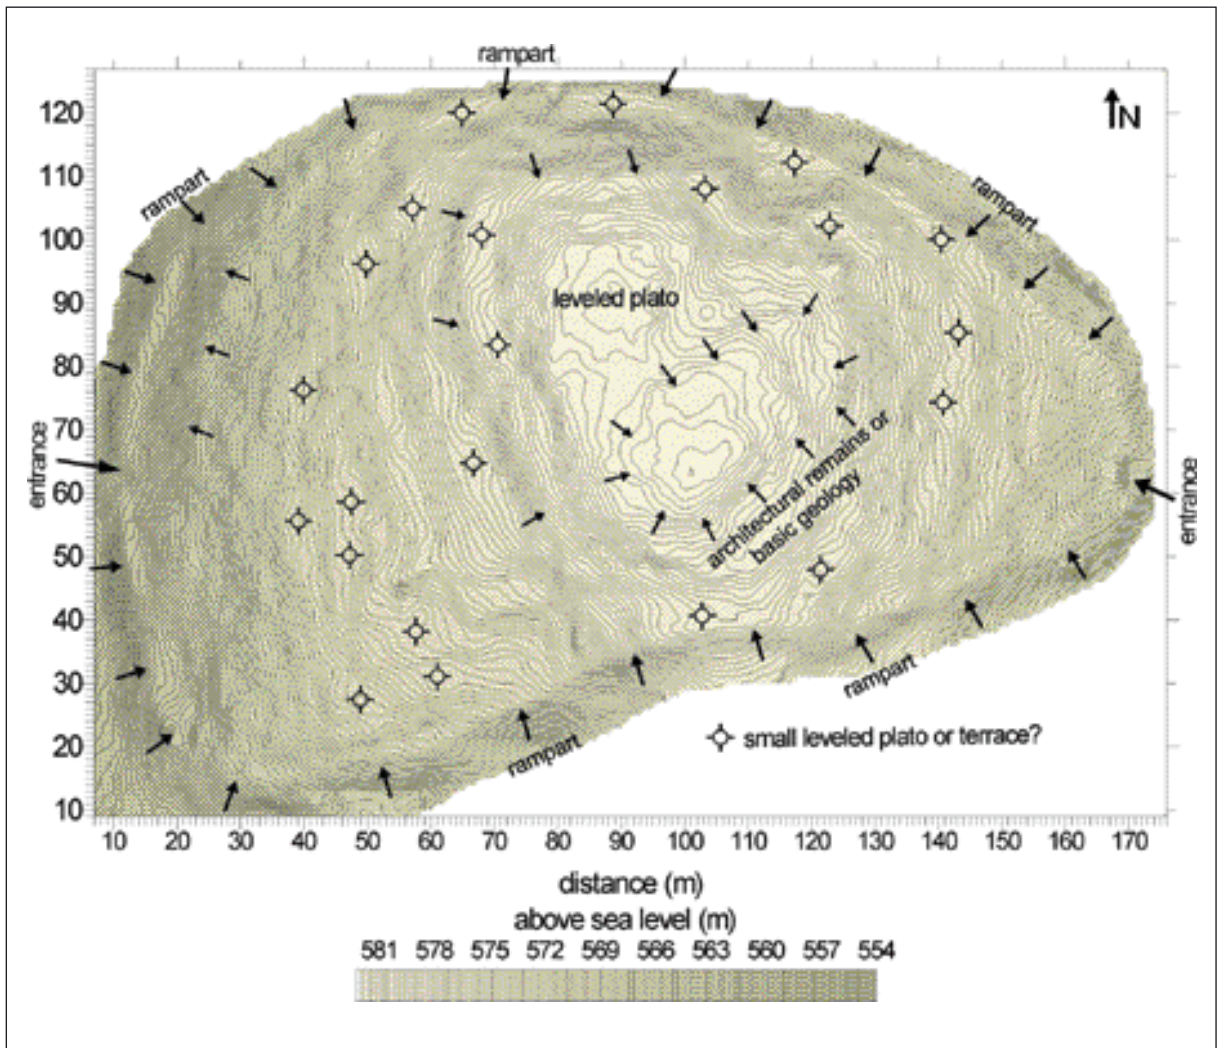 rampart
N
120
110
100
90
80
70
60
50
40
30
20
10
rampart
rampart
leveled plato
entrance
entrance
architectural remains or
basic geology
rampart
rampart
small leveled plato or terrace?
10 20 30 40 50 60 70 80 90 100 110 120 130 140 150 160 170
distance (m)
above sea level (m)
581 578 575 572 569 566 563 560 557 554